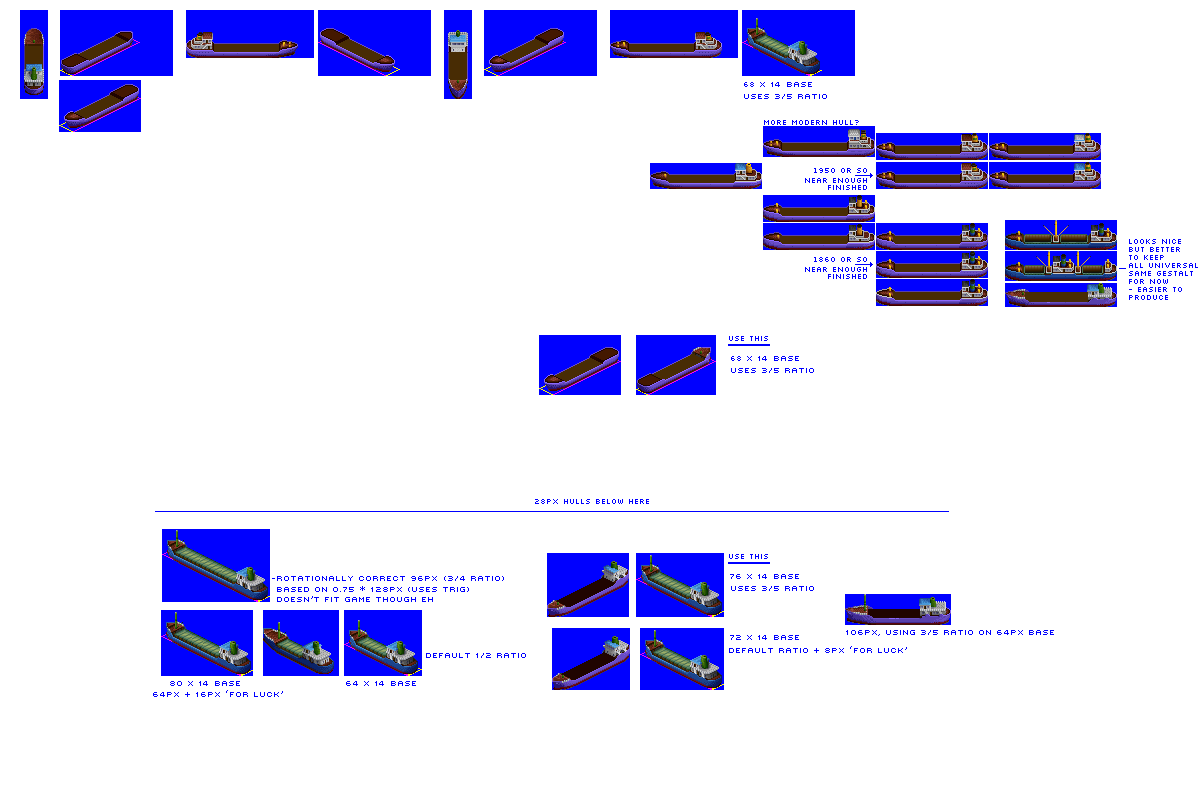 68 X 14 BASE
USES 3/5 RATIO
MORE MODERN HULL?
1950 OR SO
NEAR ENOUGH
FINISHED
1860 OR SO
NEAR ENOUGH
FINISHED
LOOKS NICE
BUT BETTER
TO KEEP
ALL UNIVERSAL
SAME GESTALT
FOR NOW
- EASIER TO
PRODUCE
USE THIS
68 X 14 BASE
USES 3/5 RATIO
28PX HULLS BELOW HERE
-ROTATIONALLY CORRECT 96PX (3/4 RATIO)
BASED ON 0.75 * 128PX (USES TRIG)
DOESN'T FIT GAME THOUGH EH
DEFAULT 1/2 RATIO
80 X 14 BASE
64PX + 16PX 'FOR LUCK'
64 X 14 BASE
USE THIS
76 X 14 BASE
USES 3/5 RATIO
72 X 14 BASE
DEFAULT RATIO + 8PX 'FOR LUCK'
106PX, USING 3/5 RATIO ON 64PX BASE